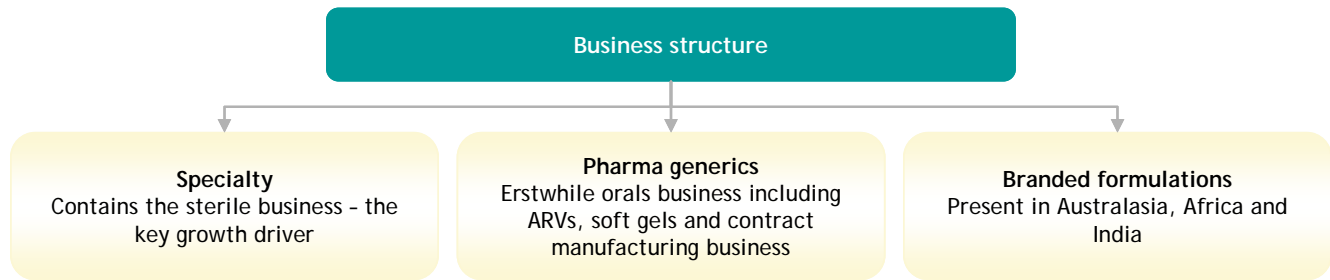 Business structure
Specialty
Contains the sterile business – the
key growth driver
Pharma generics
Erstwhile orals business including
ARVs, soft gels and contract
manufacturing business
Branded formulations
Present in Australasia, Africa and
India